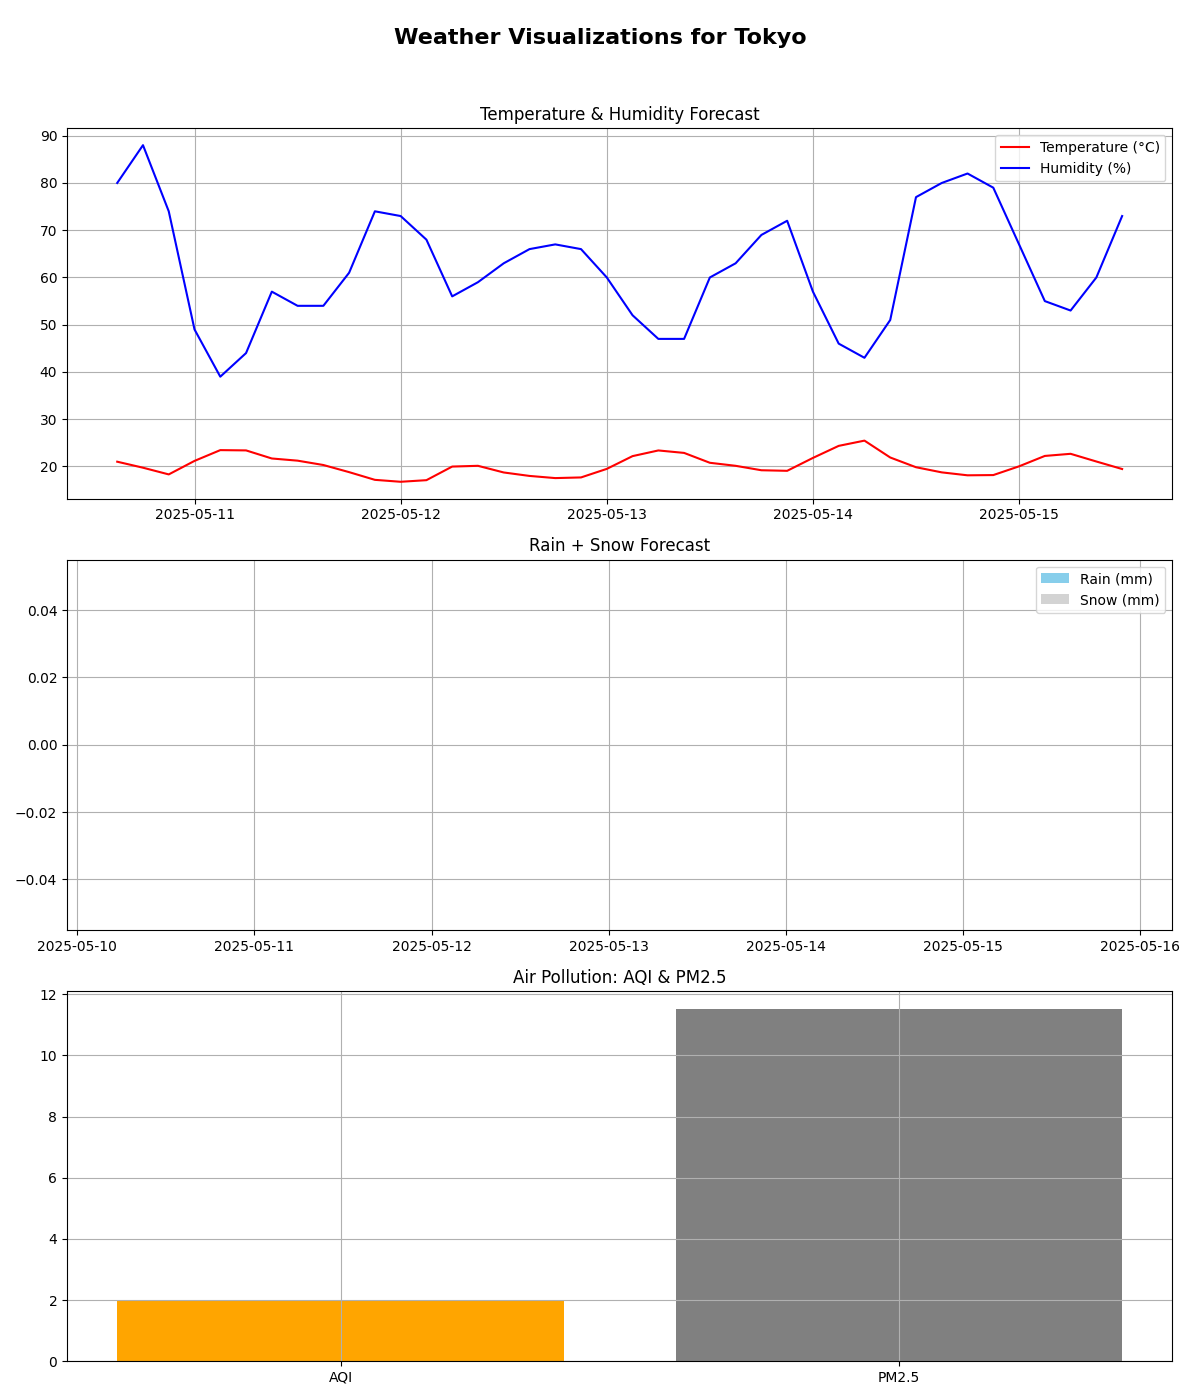 Weather Visualizations for Tokyo
Temperature & Humidity Forecast
90
80
70
60
50
40
30
20
Temperature (°C)
Humidity (%)
2025-05-11 2025-05-12 2025-05-13 2025-05-14 2025-05-15
Rain + Snow Forecast
0.04
0.02
0.00
−0.02
−0.04
Rain (mm)
Snow (mm)
2025-05-10 2025-05-11 2025-05-12 2025-05-13 2025-05-14 2025-05-15 2025-05-16
Air Pollution: AQI & PM2.5
12
10
8
6
4
2
0
AQI PM2.5